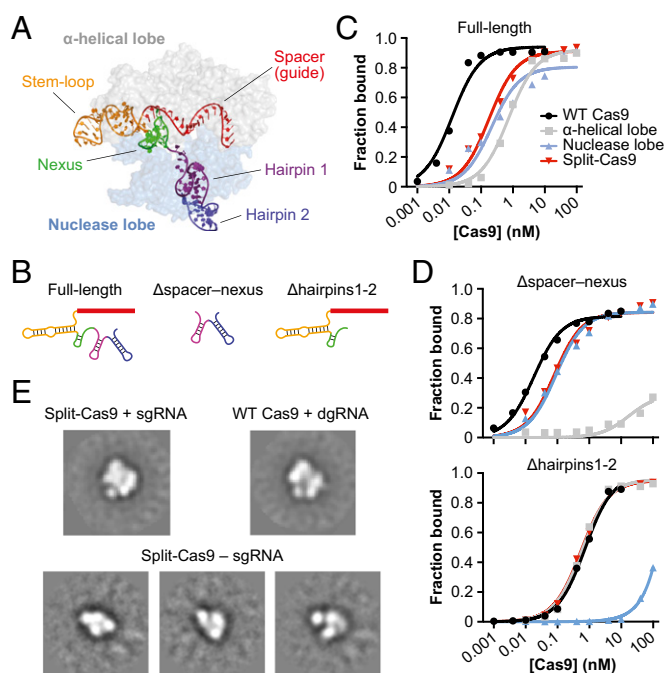 A
α-helical lobe
Spacer
(guide)
Stem-loop
Nexus
Hairpin 1
Nuclease lobe
Hairpin 2
B
Full-length
Δspacer–nexus
Δhairpins1-2
C
Full-length
Fraction bound
1.0
0.8
0.6
0.4
0.2
0
WT Cas9
α-helical lobe
Nuclease lobe
Split-Cas9
0.001
0.01
0.1
1
10
100
[Cas9] (nM)
D
Δspacer–nexus
Fraction bound
1.0
0.8
0.6
0.4
0.2
0
Δhairpins1-2
Fraction bound
1.0
0.8
0.6
0.4
0.2
0
0.001
0.01
0.1
1
10
100
[Cas9] (nM)
E
Split-Cas9 + sgRNA
WT Cas9 + dgRNA
Split-Cas9 – sgRNA